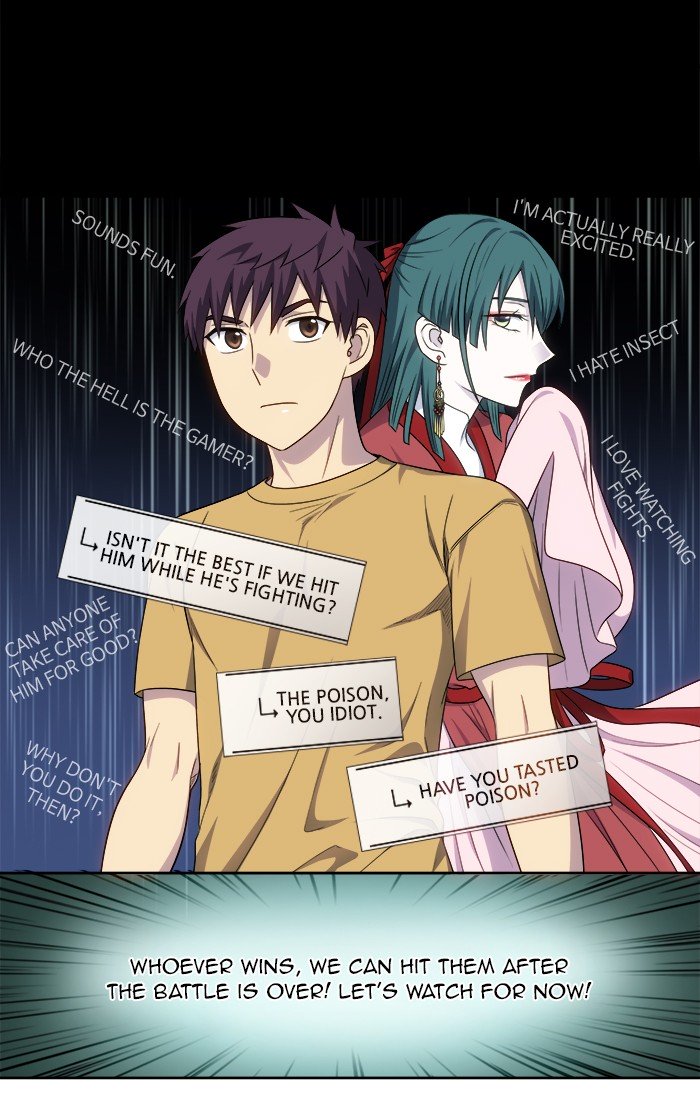 SOUNDS FUN.
I'M ACTUALLY REALLY
EXCITED.
WHO THE HELL IS THE GAMER?
I HATE INSECT
I LOVE WATCHING
FIGHTS.
ISN'T IT THE BEST IF WE HIT
HIM WHILE HE'S FIGHTING?
CAN ANYONE
TAKE CARE OF
HIM FOR GOOD?
THE POISON,
YOU IDIOT.
WHY DON'T
YOU DO IT,
THEN?
HAVE YOU TASTED
POISON?
WHOEVER WINS, WE CAN HIT THEM AFTER
THE BATTLE IS OVER! LET'S WATCH FOR NOW!